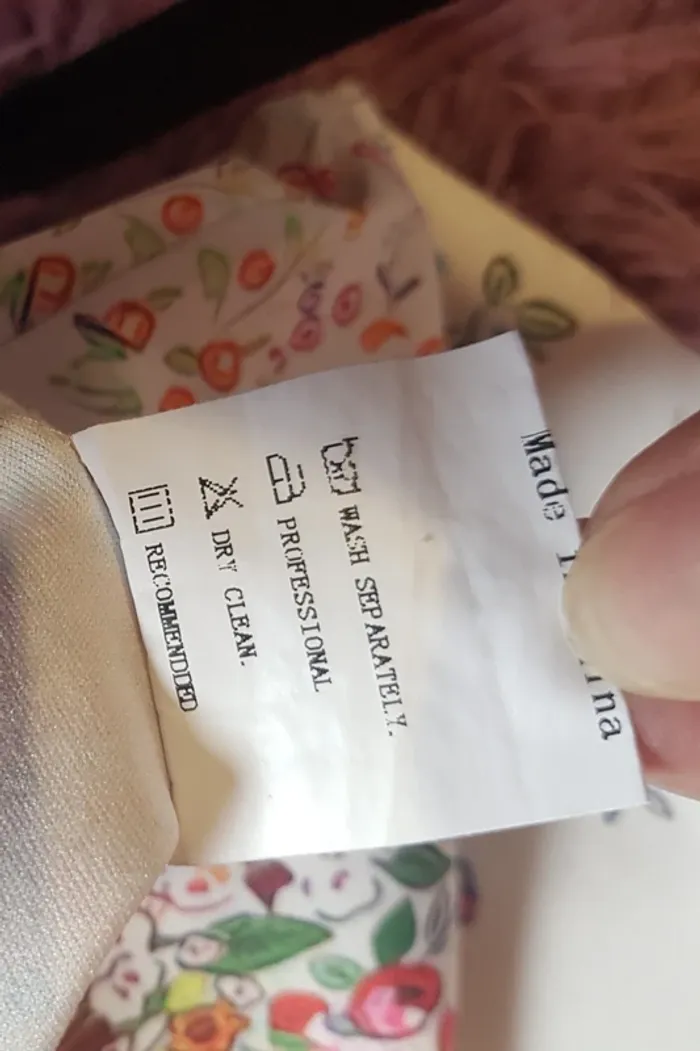 Made
WASH SEPARATELY.
PROFESSIONAL
DRY CLEAN.
RECOMMENDDED